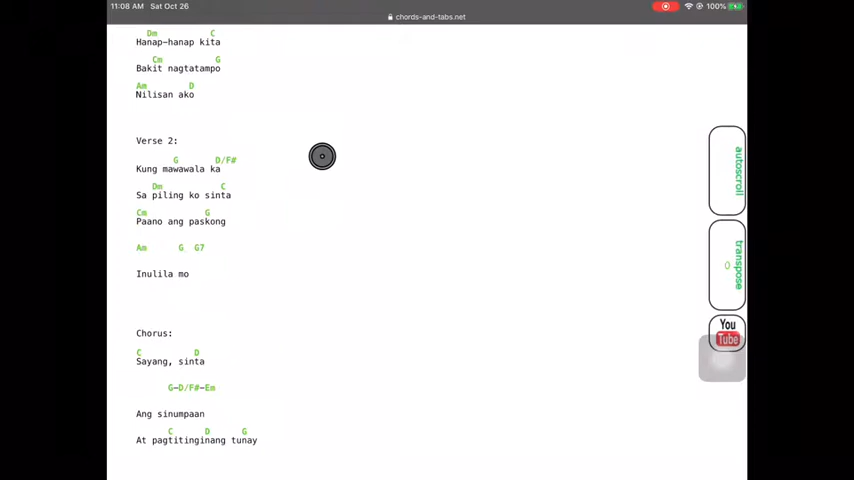 11:08 AM Sat Oct 26
100%
chords-and-tabs.net
Dm C
Hanap-hanap kita
Cm G
Bakit nagtatampo
Am D
Nilisan ako
Verse 2:
G D/F#
Kung mawawala ka
Dm C
Sa piling ko sinta
Cm G
Paano ang paskong
Am G G7
Inulila mo
Chorus:
C D
Sayang, sinta
G-D/F#-Em
Ang sinumpaan
C D G
At pagtitinginang tunay
autoscroll
transpose
0
You
Tube